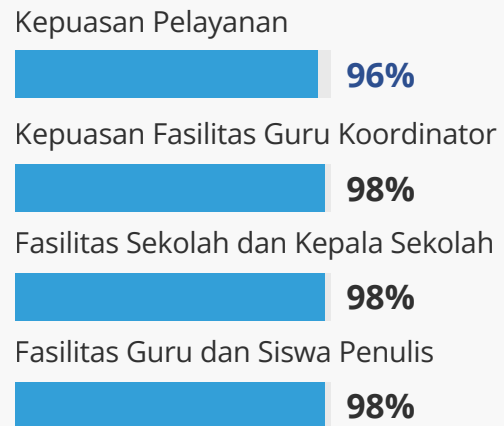 Kepuasan Pelayanan
96%
Kepuasan Fasilitas Guru Koordinator
98%
Fasilitas Sekolah dan Kepala Sekolah
98%
Fasilitas Guru dan Siswa Penulis
98%